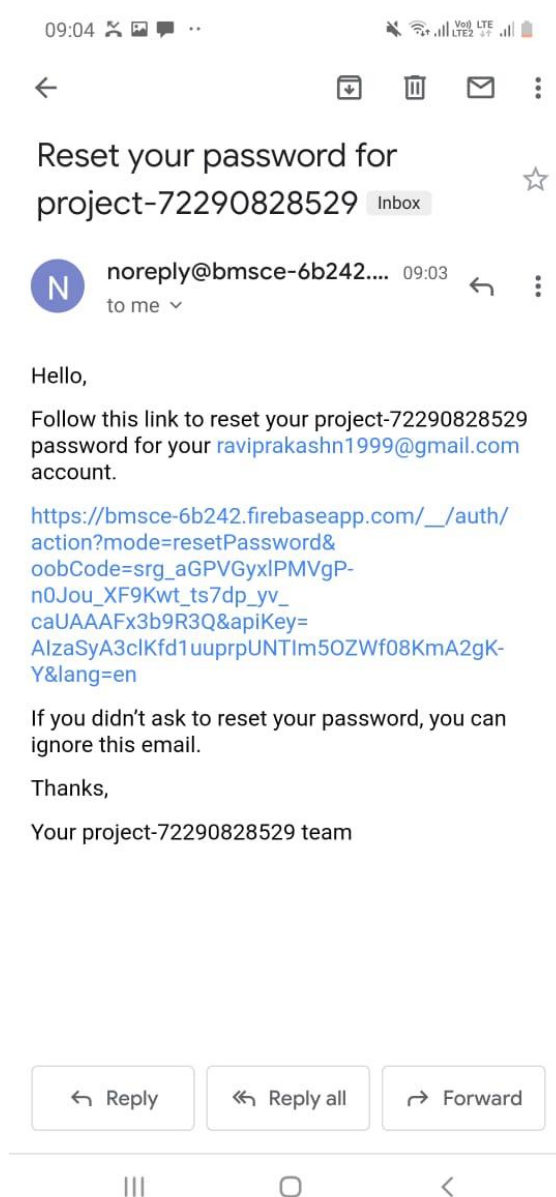 09:04
Vo)) LTE
LTE2
Reset your password for
project-72290828529 Inbox
N
noreply@bmsce-6b242.... 09:03
to me
Hello,
Follow this link to reset your project-72290828529
password for your raviprakashn1999@gmail.com
account.
https://bmsce-6b242.firebaseapp.com/__/auth/
action?mode=resetPassword&
oobCode=srg_aGPVGyxlPMVgP-
n0Jou_XF9Kwt_ts7dp_yv_
caUAAAFx3b9R3Q&apiKey=
AIzaSyA3clKfd1uuprpUNTIm5OZWf08KmA2gK-
Y&lang=en
If you didn't ask to reset your password, you can
ignore this email.
Thanks,
Your project-72290828529 team
Reply
Reply all
Forward